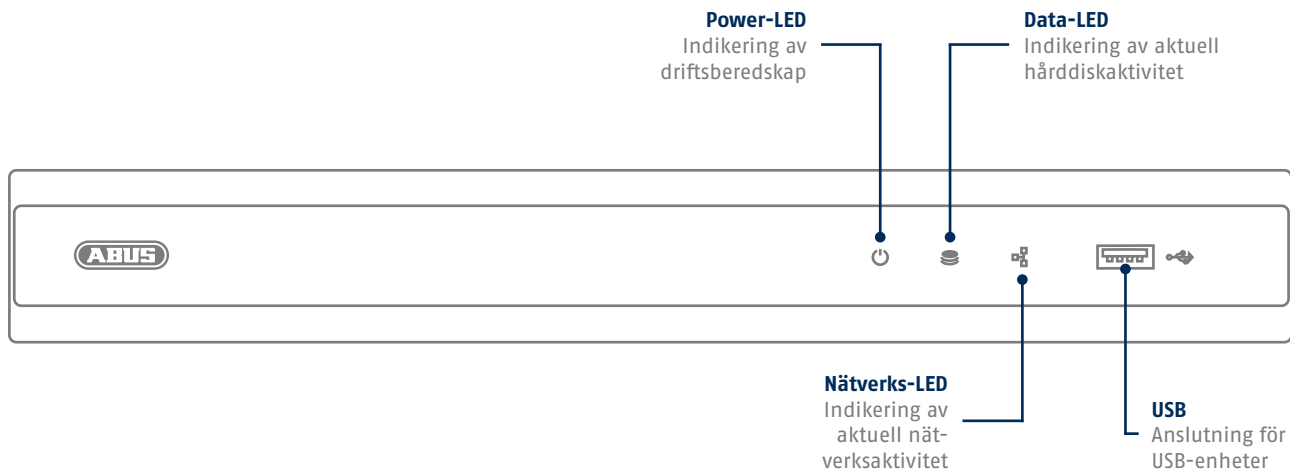 Power-LED
Indikering av
driftsberedskap
Data-LED
Indikering av aktuell
hårddiskaktivitet
ABUS
Nätverks-LED
Indikering av
aktuell nät-
verksaktivitet
USB
Anslutning för
USB-enheter